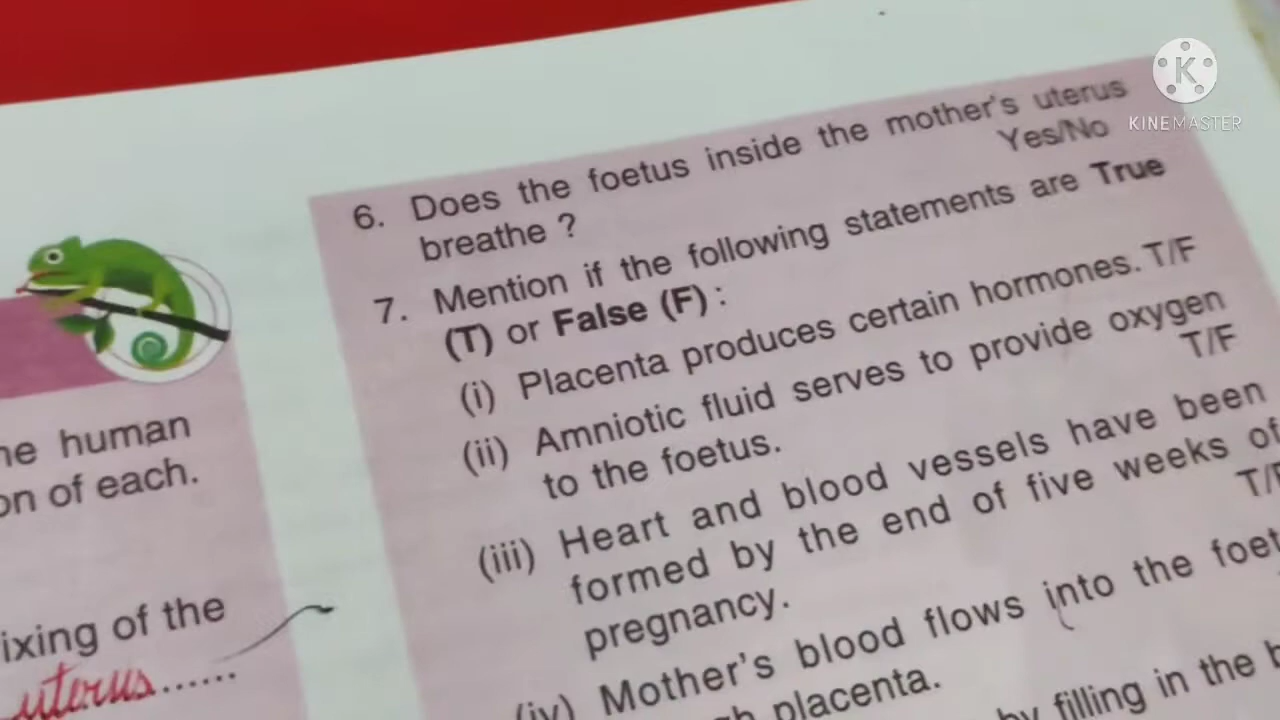 6. Does the foetus inside the mother's uterus
breathe ? Yes/No
7. Mention if the following statements are True
(T) or False (F) :
(i) Placenta produces certain hormones. T/F
(ii) Amniotic fluid serves to provide oxygen
to the foetus. T/F
(iii) Heart and blood vessels have been
formed by the end of five weeks of
pregnancy. T/F
(iv) Mother's blood flows into the
placenta.
by filling in the
human
on of each.
of the
uterus......
K
KINEMASTER